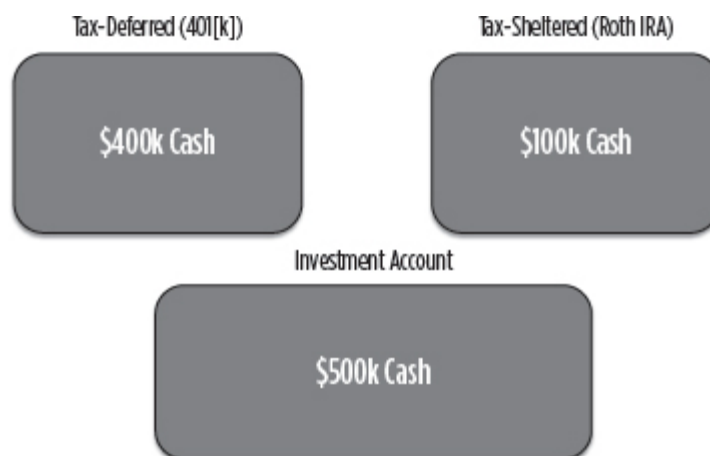 Tax-Deferred (401[k])
Tax-Sheltered (Roth IRA)
$400k Cash
$100k Cash
Investment Account
$500k Cash